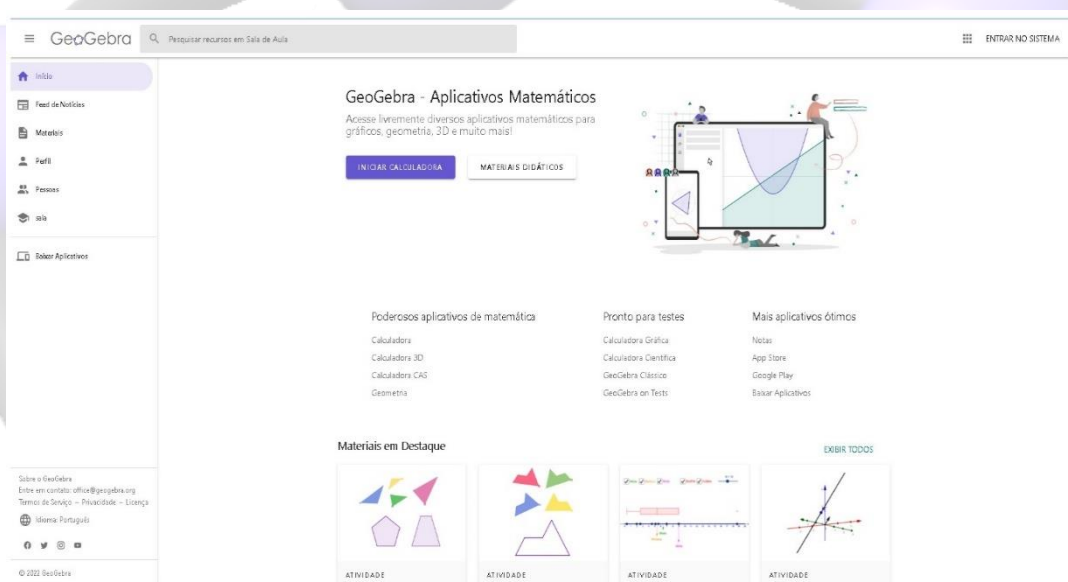 GeoGebra
Pesquisar recursos em Sala de Aula
ENTRAR NO SISTEMA
Início
Feed de Notícias
Materiais
Perfil
Pessoas
sala
Baixar Aplicativos
GeoGebra - Aplicativos Matemáticos
Acesse livremente diversos aplicativos matemáticos para
gráficos, geometria, 3D e muito mais!
INICIAR CALCULADORA
MATERIAIS DIDÁTICOS
Poderosos aplicativos de matemática
Calculadora
Calculadora 3D
Calculadora CAS
Geometria
Pronto para testes
Calculadora Gráfica
Calculadora Científica
GeoGebra Clássico
GeoGebra on Tests
Mais aplicativos ótimos
Notas
App Store
Google Play
Baixar Aplicativos
Materiais em Destaque
EXIBIR TODOS
ATIVIDADE
ATIVIDADE
ATIVIDADE
ATIVIDADE
Sobre o GeoGebra
Entre em contato: office@geogebra.org
Termos de Serviço – Privacidade – Licença
Idioma: Português
© 2022 GeoGebra